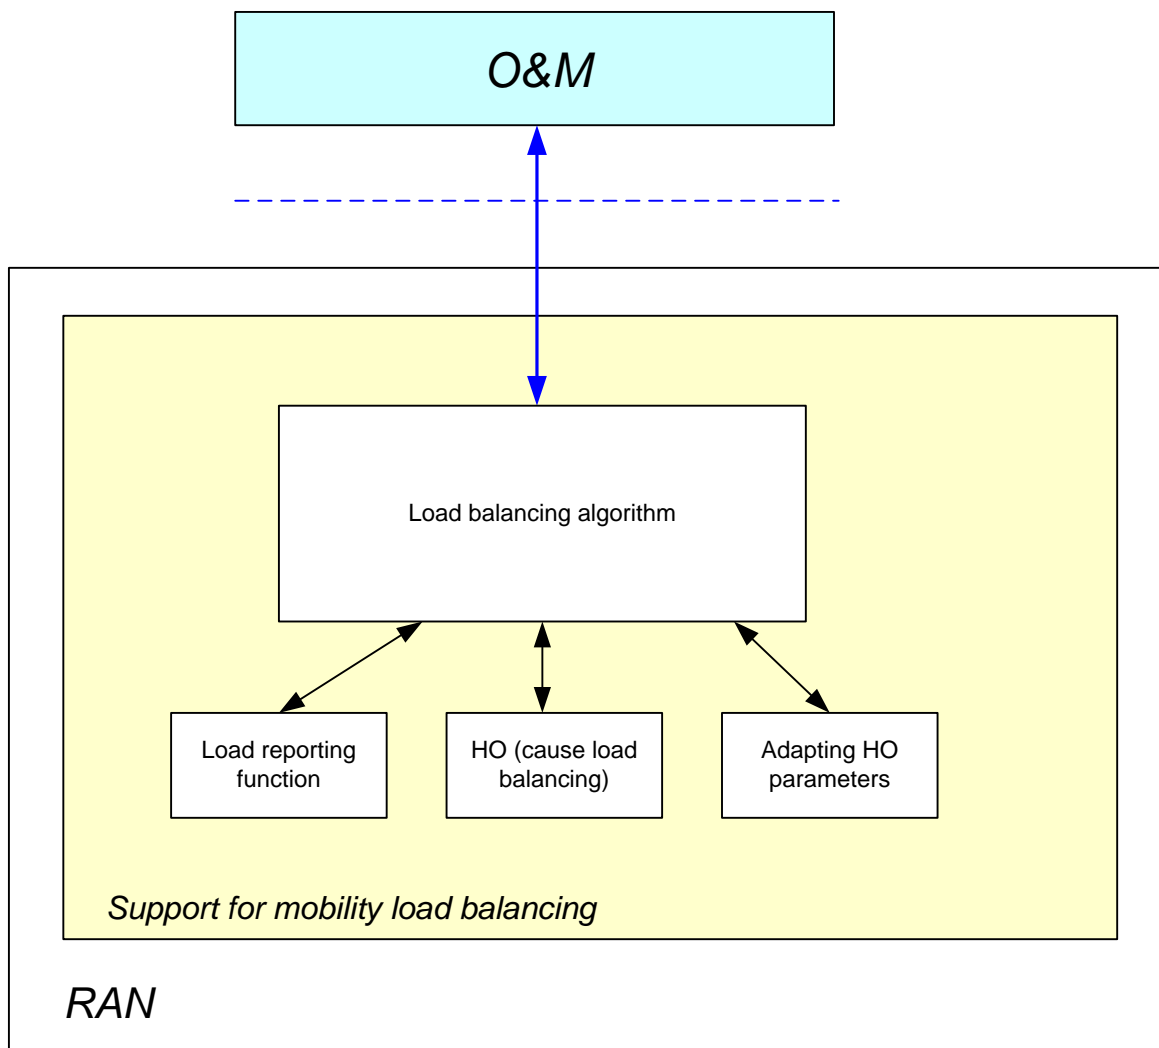 O&M
Load balancing algorithm
Load reporting
function
HO (cause load
balancing)
Adapting HO
parameters
Support for mobility load balancing
RAN